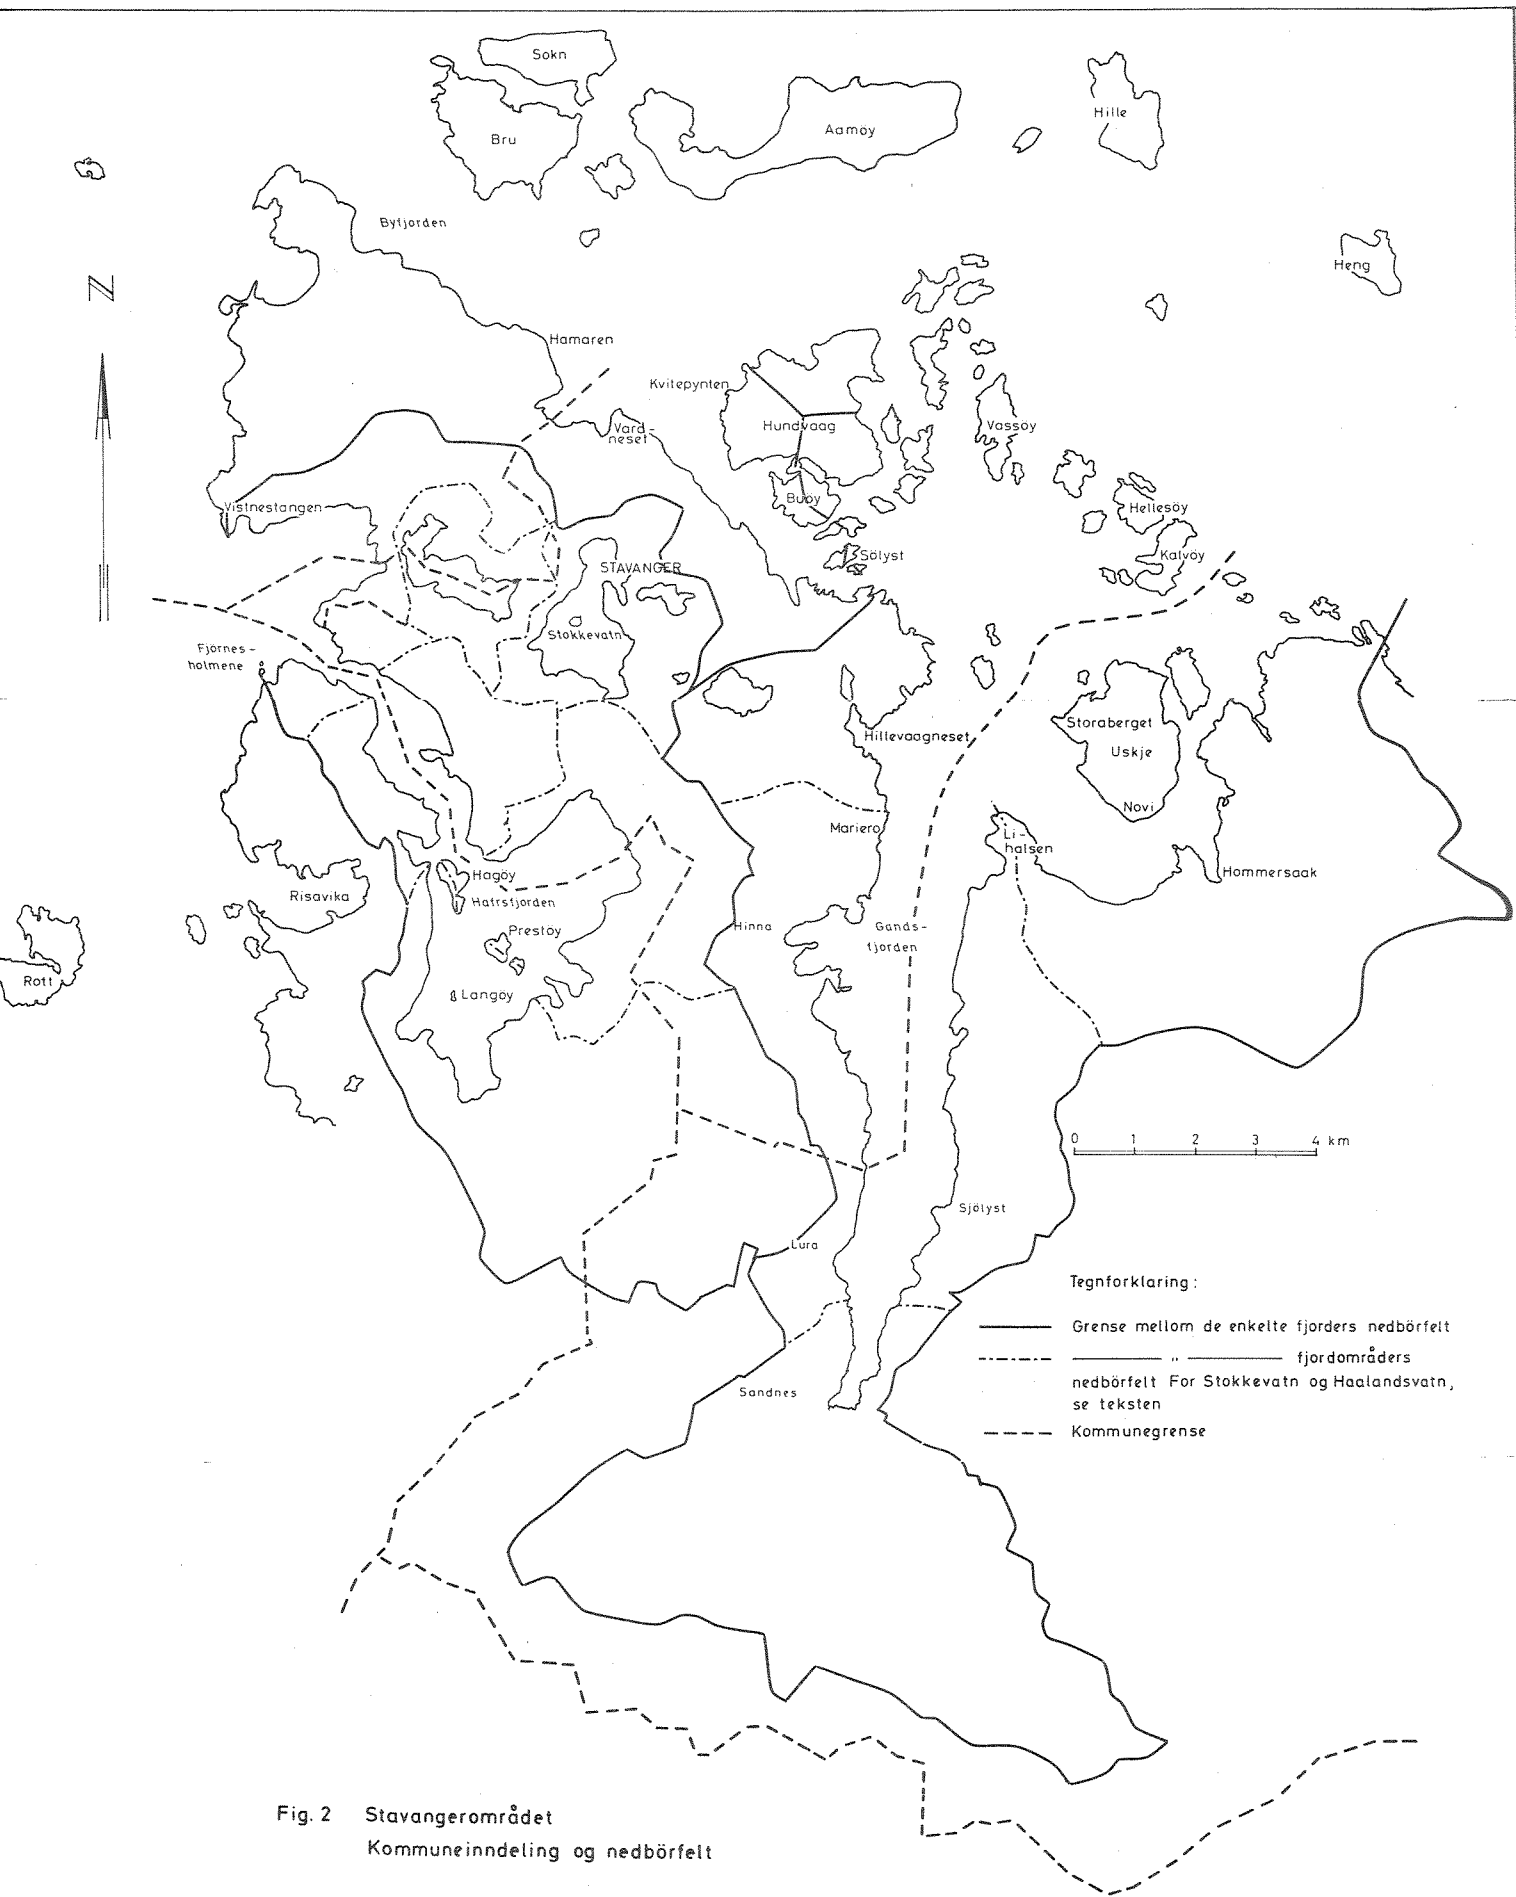 Sokn
Bru
Aamöy
Hille
Byfjorden
Heng
N
Hamaren
Kvitepynten
Vard-
neset
Hundvaag
Vassöy
Buöy
Vistnestangen
Hellesöy
Sölyst
Kalvöy
STAVANGER
Stokkevatn
Fjörnes-
holmene
Storaberget
Hillevaagneset
Uskje
Novi
Mariero
Li-
halsen
Hommersaak
Hagöy
Risavika
Hafrsfjorden
Prestöy
Hinna
Gands-
fjorden
Rott
Langöy
0 1 2 3 4 km
Sjölyst
Lura
Tegnforklaring :
Grense mellom de enkelte fjorders nedbörfelt
" fjordområders
nedbörfelt For Stokkevatn og Haalandsvatn,
se teksten
Sandnes
Kommunegrense
Fig. 2 Stavangerområdet
Kommuneinndeling og nedbörfelt